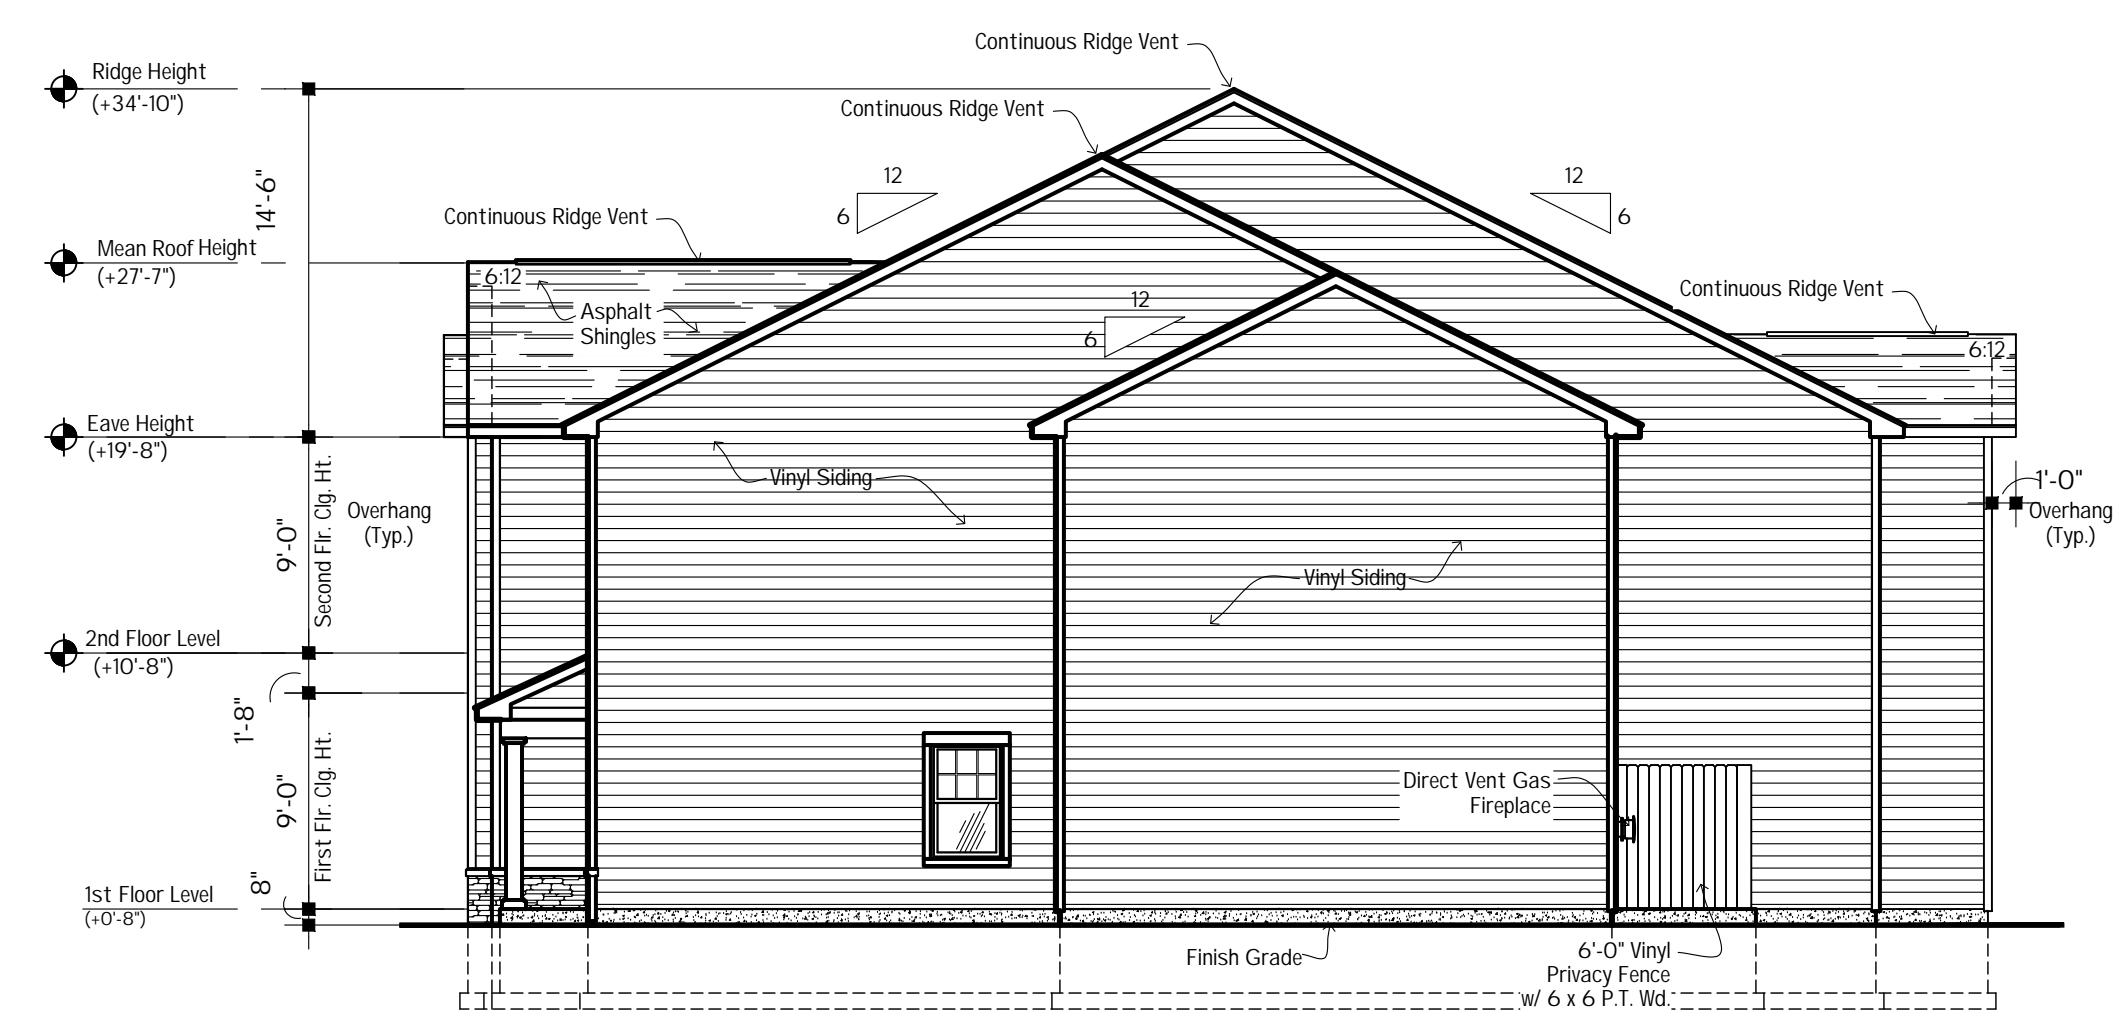 Continuous Ridge Vent
Ridge Height
(+34'-10")
Continuous Ridge Vent
14'-6"
12
6
12
6
Continuous Ridge Vent
Mean Roof Height
(+27'-7")
6:12
Asphalt
Shingles
12
6
Continuous Ridge Vent
6:12
Eave Height
(+19'-8")
Vinyl Siding
1'-0"
Overhang
(Typ.)
Overhang
(Typ.)
9'-0"
Second Flr. Clg. Ht.
Vinyl Siding
2nd Floor Level
(+10'-8")
1'-8"
9'-0"
First Flr. Clg. Ht.
Direct Vent Gas
Fireplace
8"
1st Floor Level
(+0'-8")
Finish Grade
6'-0" Vinyl
Privacy Fence
w/ 6 x 6 P.T. Wd.